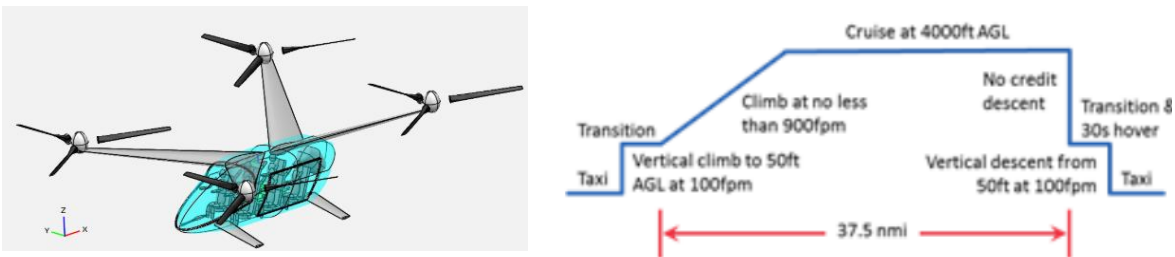 Z
Y
X
Cruise at 4000ft AGL
No credit
descent
Climb at no less
than 900fpm
Transition &
30s hover
Transition
Vertical climb to 50ft
AGL at 100fpm
Vertical descent from
50ft at 100fpm
Taxi
Taxi
37.5 nmi